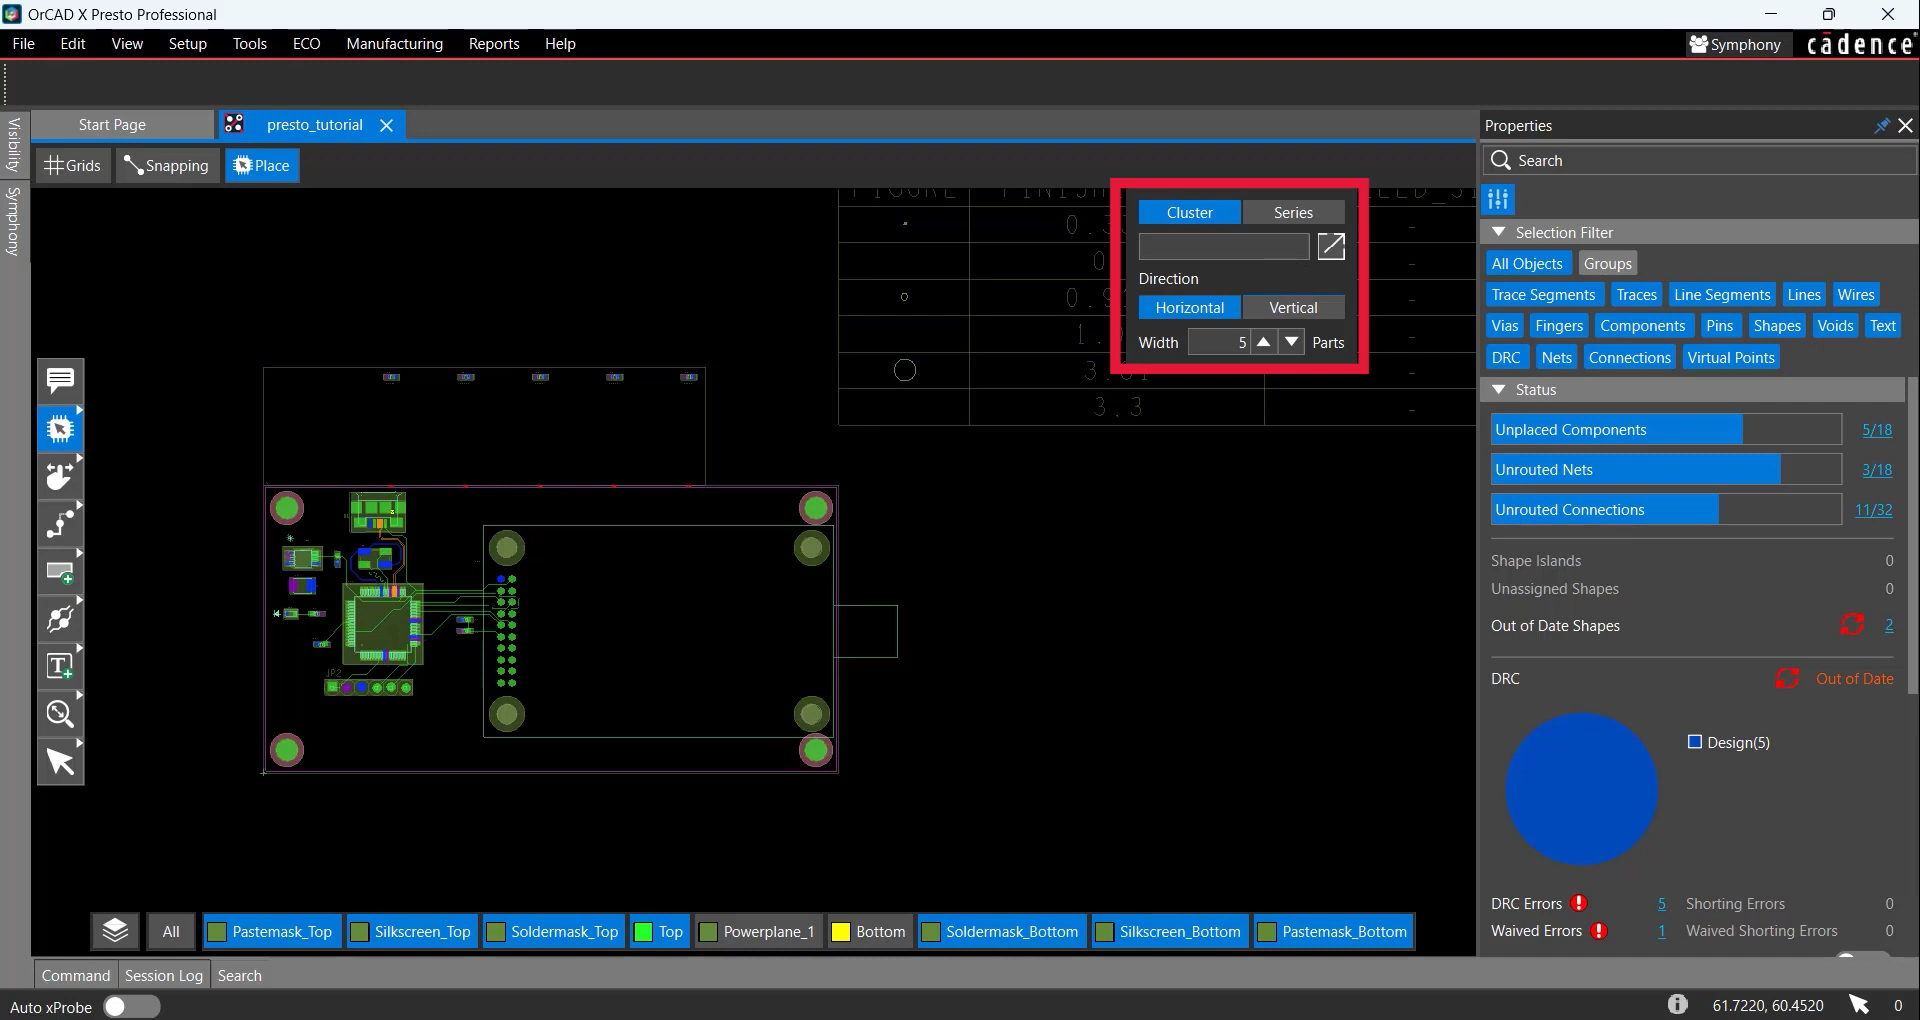 OrCAD X Presto Professional
File Edit View Setup Tools ECO Manufacturing Reports Help
Symphony cādence
Visibility
Symphony
Start Page presto_tutorial
Grids Snapping Place
Cluster Series
Direction
Horizontal Vertical
Width 5 Parts
3.3
JP2
Properties
Search
Selection Filter
All Objects Groups
Trace Segments Traces Line Segments Lines Wires
Vias Fingers Components Pins Shapes Voids Text
DRC Nets Connections Virtual Points
Status
Unplaced Components 5/18
Unrouted Nets 3/18
Unrouted Connections 11/32
Shape Islands 0
Unassigned Shapes 0
Out of Date Shapes 2
DRC Out of Date
Design(5)
DRC Errors 5 Shorting Errors 0
Waived Errors 1 Waived Shorting Errors 0
All Pastemask_Top Silkscreen_Top Soldermask_Top Top Powerplane_1 Bottom Soldermask_Bottom Silkscreen_Bottom Pastemask_Bottom
Command Session Log Search
Auto xProbe 61.7220, 60.4520 0